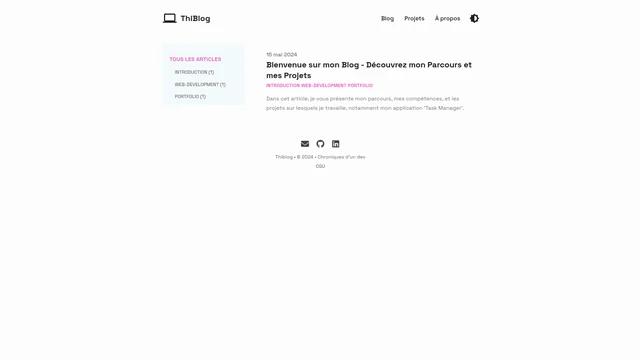 ThiBlog
Blog Projets À propos
TOUS LES ARTICLES
INTRODUCTION (1)
WEB-DEVELOPMENT (1)
PORTFOLIO (1)
15 mai 2024
Bienvenue sur mon Blog - Découvrez mon Parcours et
mes Projets
INTRODUCTION WEB-DEVELOPMENT PORTFOLIO
Dans cet article, je vous présente mon parcours, mes compétences, et les
projets sur lesquels je travaille, notamment mon application "Task Manager".
Thiblog • © 2024 • Chroniques d'un dev
CGU